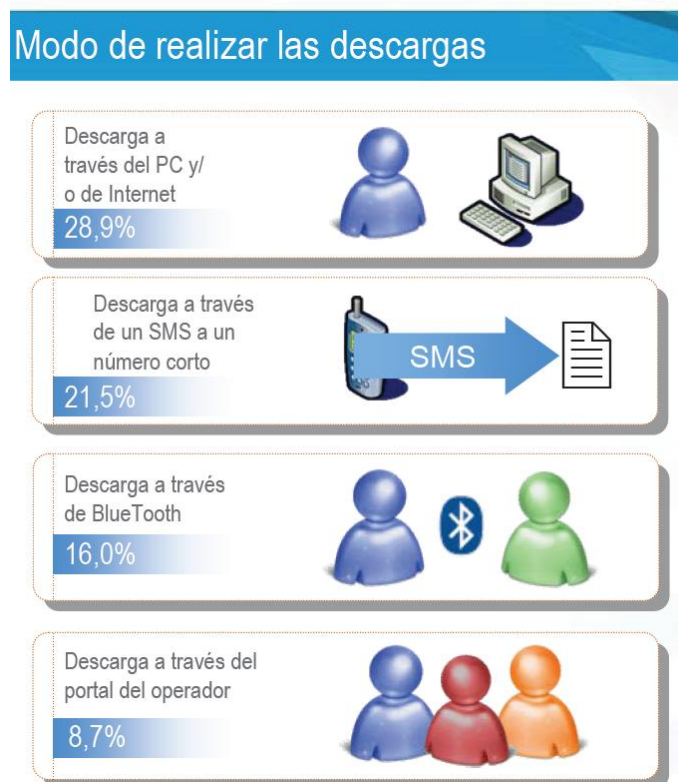 Modo de realizar las descargas
Descarga a
través del PC y/
o de Internet
28,9%
Descarga a través
de un SMS a un
número corto
21,5%
SMS
Descarga a través
de BlueTooth
16,0%
Descarga a través del
portal del operador
8,7%